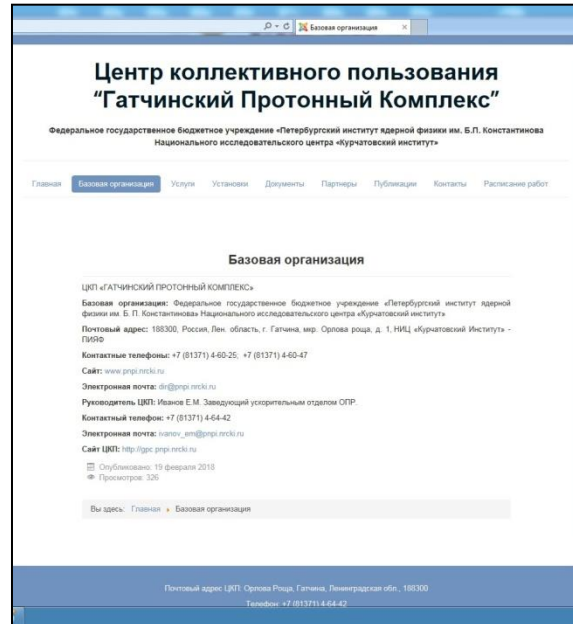 Базовая организация
Центр коллективного пользования
“Гатчинский Протонный Комплекс”
Федеральное государственное бюджетное учреждение «Петербургский институт ядерной физики им. Б.П. Константинова
Национального исследовательского центра «Курчатовский институт»
Главная Базовая организация Услуги Установки Документы Партнеры Публикации Контакты Расписание работ
Базовая организация
ЦКП «ГАТЧИНСКИЙ ПРОТОННЫЙ КОМПЛЕКС»
Базовая организация: Федеральное государственное бюджетное учреждение «Петербургский институт ядерной
физики им. Б. П. Константинова» Национального исследовательского центра «Курчатовский институт»
Почтовый адрес: 188300, Россия, Лен. область, г. Гатчина, мкр. Орлова роща, д. 1, НИЦ «Курчатовский Институт» -
ПИЯФ
Контактные телефоны: +7 (81371) 4-60-25; +7 (81371) 4-60-47
Сайт: www.pnpi.nrcki.ru
Электронная почта: dir@pnpi.nrcki.ru
Руководитель ЦКП: Иванов Е.М. Заведующий ускорительным отделом ОПР.
Контактный телефон: +7 (81371) 4-64-42
Электронная почта: ivanov_em@pnpi.nrcki.ru
Сайт ЦКП: http://gpc.pnpi.nrcki.ru
Опубликовано: 19 февраля 2018
Просмотров: 326
Вы здесь: Главная Базовая организация
Почтовый адрес ЦКП: Орлова Роща, Гатчина, Ленинградская обл., 188300
Телефон: +7 (81371) 4-64-42